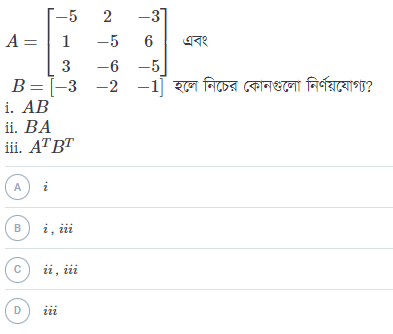 A = [−5 2 −3
1 −5 6
3 −6 −5] এবং
B = [−3 −2 −1] হলে নিচের কোনগুলো নির্ণয়যোগ্য?
i. AB
ii. BA
iii. AᵀBᵀ
A i
B i , iii
C ii , iii
D iii